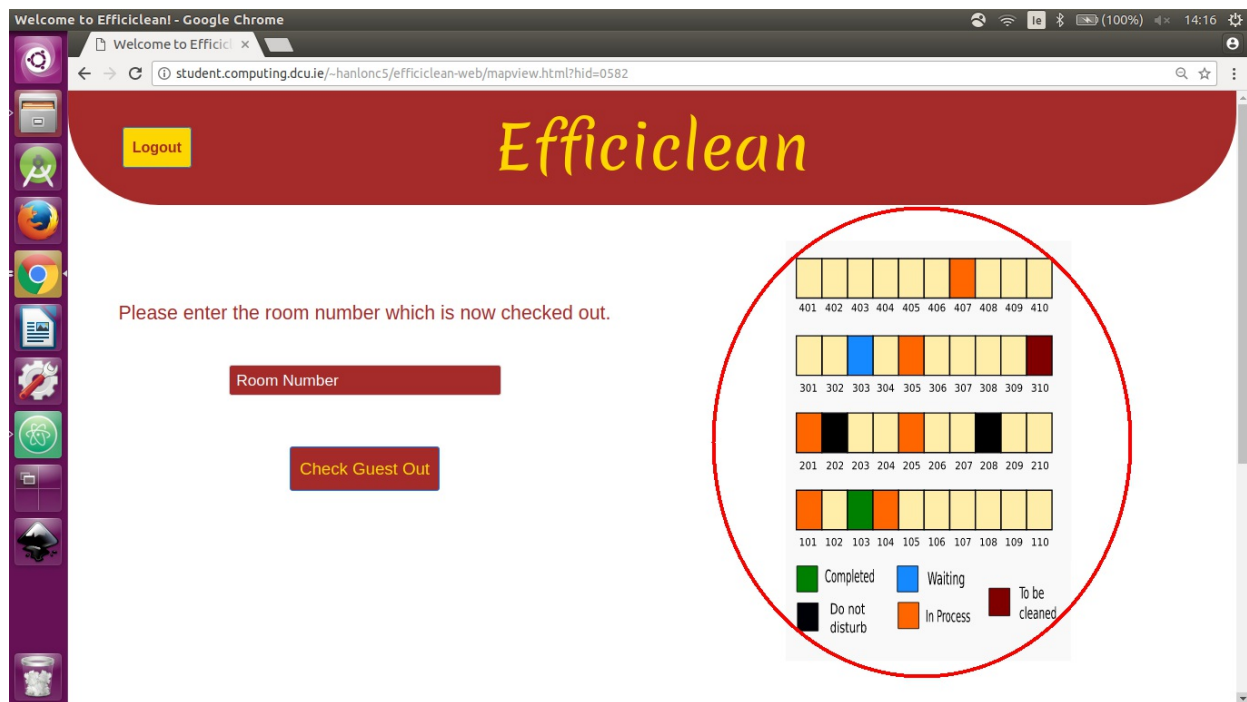 Welcome to Efficiclean! - Google Chrome
Ie
(100%)
14:16
Welcome to Efficicl
student.computing.dcu.ie/~hanlonc5/efficiclean-web/mapview.html?hid=0582
Logout
Efficiclean
Please enter the room number which is now checked out.
Room Number
Check Guest Out
401 402 403 404 405 406 407 408 409 410
301 302 303 304 305 306 307 308 309 310
201 202 203 204 205 206 207 208 209 210
101 102 103 104 105 106 107 108 109 110
Completed
Waiting
To be
cleaned
Do not
disturb
In Process